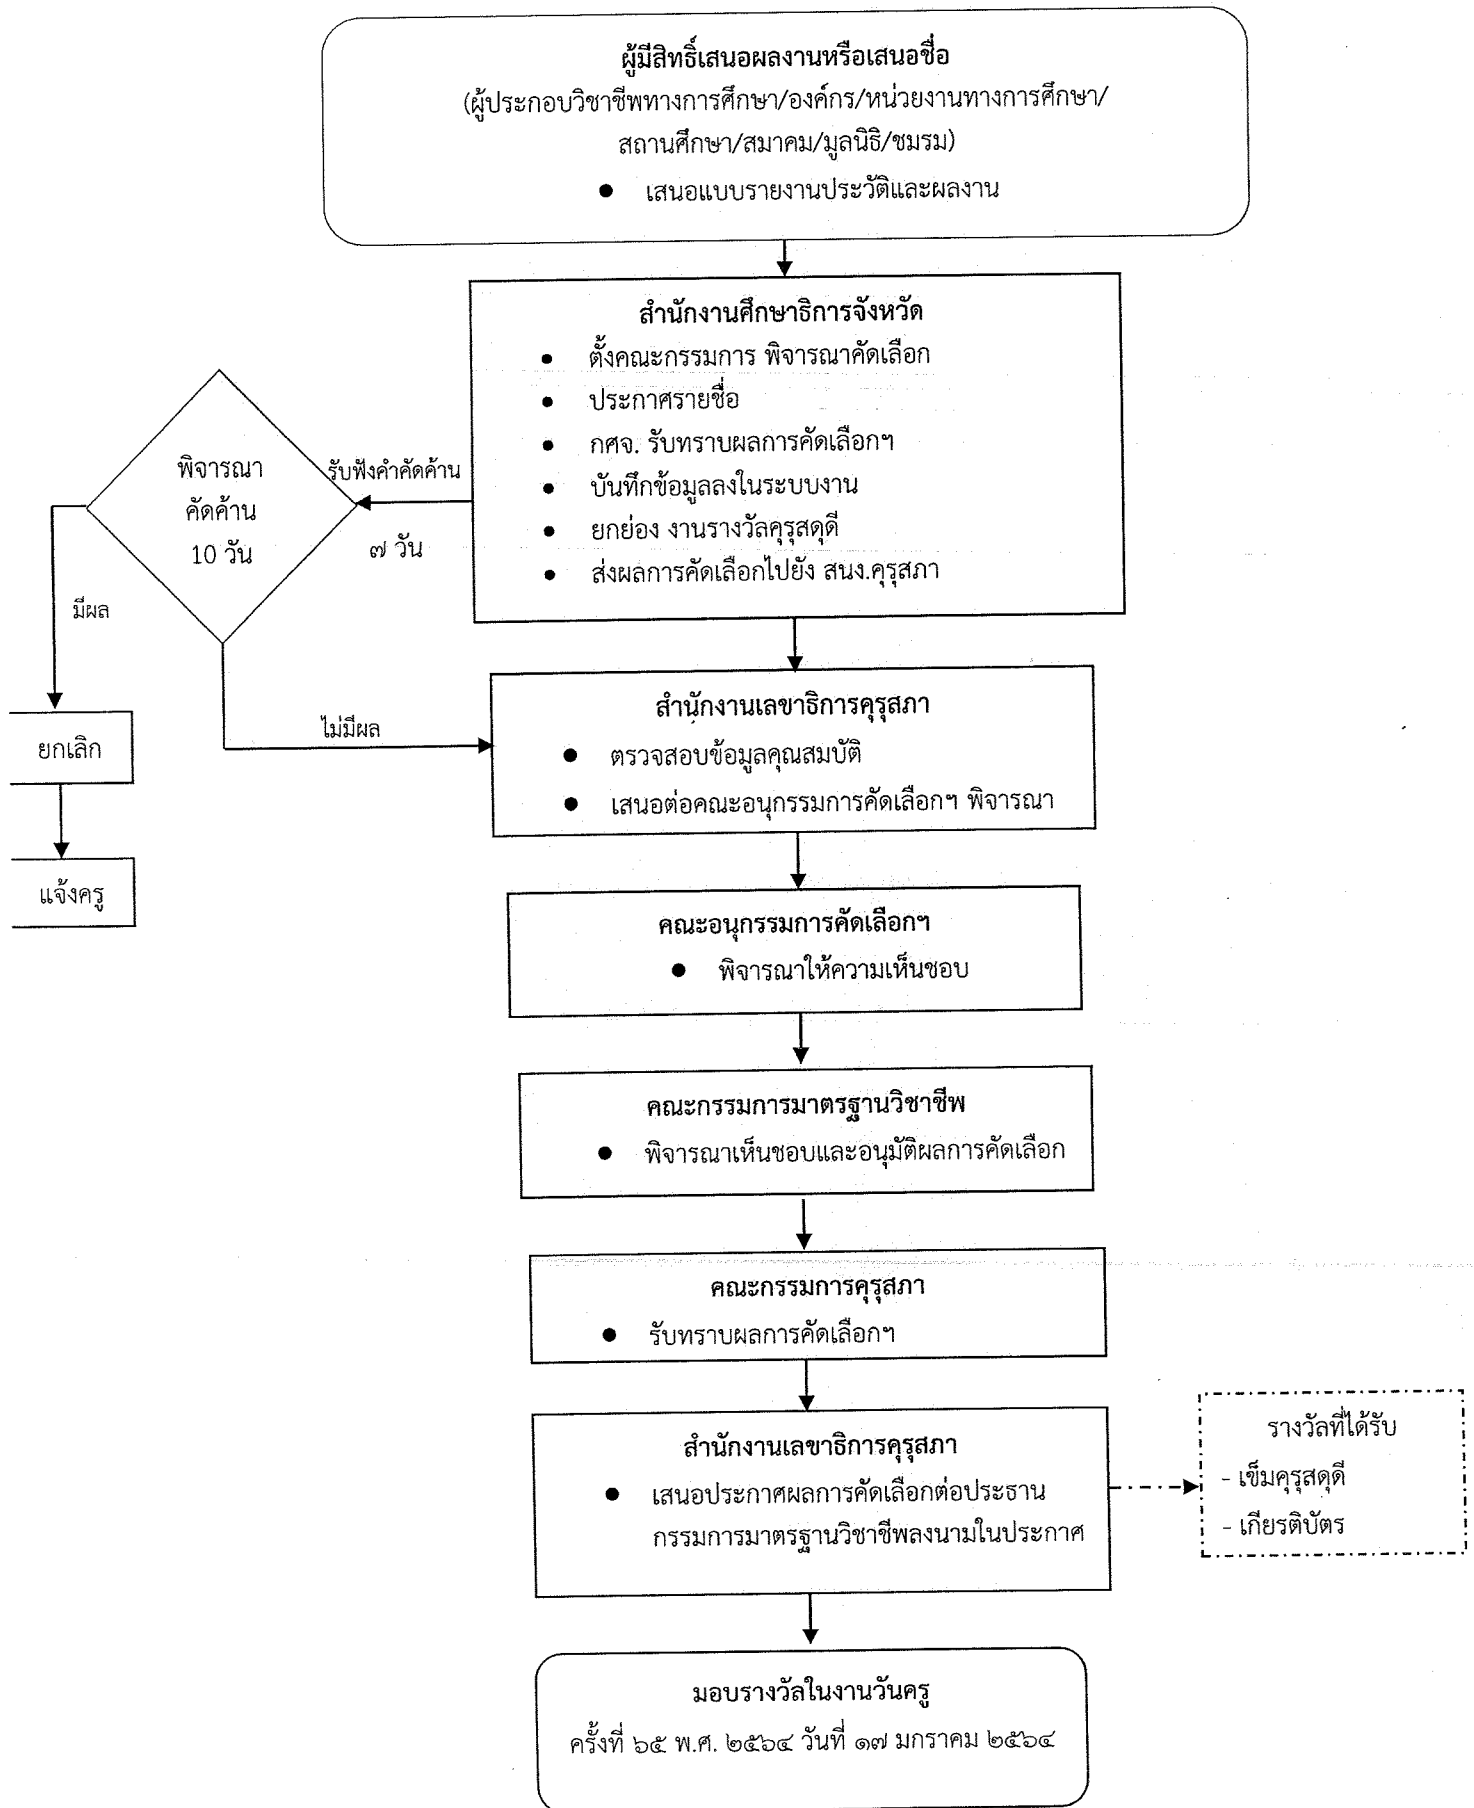 ผู้มีสิทธิ์เสนอผลงานหรือเสนอชื่อ
(ผู้ประกอบวิชาชีพทางการศึกษา/องค์กร/หน่วยงานทางการศึกษา/
สถานศึกษา/สมาคม/มูลนิธิ/ชมรม)
● เสนอแบบรายงานประวัติและผลงาน
สำนักงานศึกษาธิการจังหวัด
● ตั้งคณะกรรมการ พิจารณาคัดเลือก
● ประกาศรายชื่อ
● กศจ. รับทราบผลการคัดเลือกฯ
● บันทึกข้อมูลลงในระบบงาน
● ยกย่อง งานรางวัลคุรุสดุดี
● ส่งผลการคัดเลือกไปยัง สนง.คุรุสภา
รับฟังคำคัดค้าน
๗ วัน
พิจารณา
คัดค้าน
10 วัน
มีผล
ยกเลิก
แจ้งครู
ไม่มีผล
สำนักงานเลขาธิการคุรุสภา
● ตรวจสอบข้อมูลคุณสมบัติ
● เสนอต่อคณะอนุกรรมการคัดเลือกฯ พิจารณา
คณะอนุกรรมการคัดเลือกฯ
● พิจารณาให้ความเห็นชอบ
คณะกรรมการมาตรฐานวิชาชีพ
● พิจารณาเห็นชอบและอนุมัติผลการคัดเลือก
คณะกรรมการคุรุสภา
● รับทราบผลการคัดเลือกฯ
สำนักงานเลขาธิการคุรุสภา
● เสนอประกาศผลการคัดเลือกต่อประธาน
กรรมการมาตรฐานวิชาชีพลงนามในประกาศ
รางวัลที่ได้รับ
- เข็มคุรุสดุดี
- เกียรติบัตร
มอบรางวัลในงานวันครู
ครั้งที่ ๖๕ พ.ศ. ๒๕๖๔ วันที่ ๑๗ มกราคม ๒๕๖๔